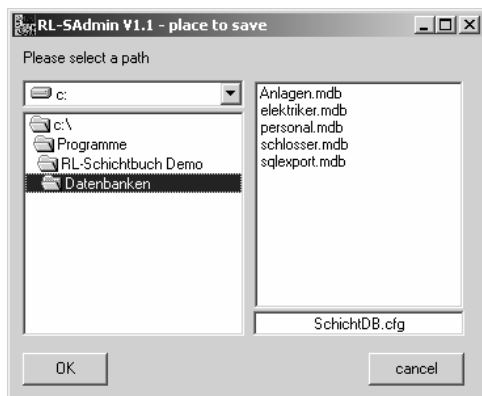 RL-SAdmin V1.1 - place to save
Please select a path
c:
c:\
Programme
RL-Schichtbuch Demo
Datenbanken
Anlagen.mdb
elektriker.mdb
personal.mdb
schlosser.mdb
sqlexport.mdb
SchichtDB.cfg
OK
cancel